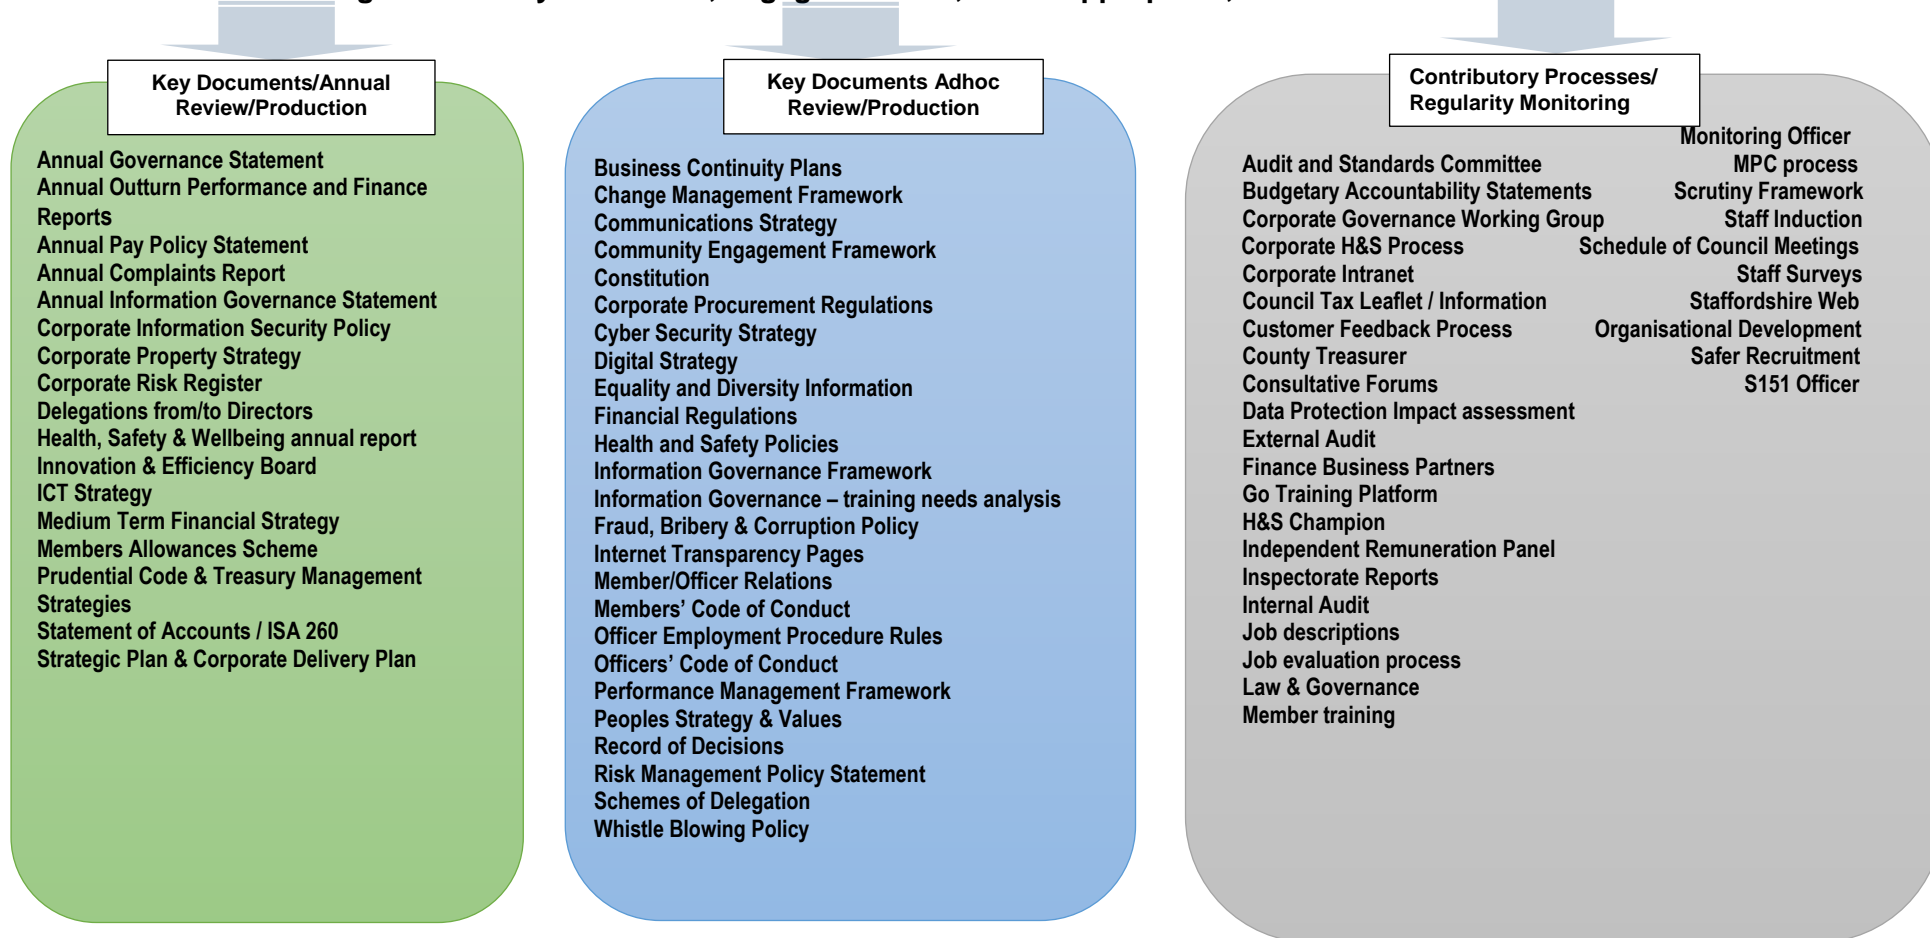 Key Documents/Annual
Review/Production
Annual Governance Statement
Annual Outturn Performance and Finance
Reports
Annual Pay Policy Statement
Annual Complaints Report
Annual Information Governance Statement
Corporate Information Security Policy
Corporate Property Strategy
Corporate Risk Register
Delegations from/to Directors
Health, Safety & Wellbeing annual report
Innovation & Efficiency Board
ICT Strategy
Medium Term Financial Strategy
Members Allowances Scheme
Prudential Code & Treasury Management
Strategies
Statement of Accounts / ISA 260
Strategic Plan & Corporate Delivery Plan
Key Documents Adhoc
Review/Production
Business Continuity Plans
Change Management Framework
Communications Strategy
Community Engagement Framework
Constitution
Corporate Procurement Regulations
Cyber Security Strategy
Digital Strategy
Equality and Diversity Information
Financial Regulations
Health and Safety Policies
Information Governance Framework
Information Governance – training needs analysis
Fraud, Bribery & Corruption Policy
Internet Transparency Pages
Member/Officer Relations
Members’ Code of Conduct
Officer Employment Procedure Rules
Officers’ Code of Conduct
Performance Management Framework
Peoples Strategy & Values
Record of Decisions
Risk Management Policy Statement
Schemes of Delegation
Whistle Blowing Policy
Contributory Processes/
Regularity Monitoring
Audit and Standards Committee
Budgetary Accountability Statements
Corporate Governance Working Group
Corporate H&S Process
Corporate Intranet
Council Tax Leaflet / Information
Customer Feedback Process
County Treasurer
Consultative Forums
Data Protection Impact assessment
External Audit
Finance Business Partners
Go Training Platform
H&S Champion
Independent Remuneration Panel
Inspectorate Reports
Internal Audit
Job descriptions
Job evaluation process
Law & Governance
Member training
Monitoring Officer
MPC process
Scrutiny Framework
Staff Induction
Schedule of Council Meetings
Staff Surveys
Staffordshire Web
Organisational Development
Safer Recruitment
S151 Officer